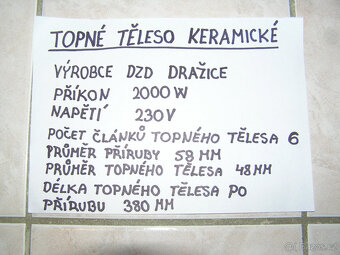 TOPNÉ TĚLESO KERAMICKÉ
VÝROBCE DZD DRAŽICE
PŘÍKON 2000 W
NAPĚTÍ 230V
POČET ČLÁNKŮ TOPNÉHO TĚLESA 6
PRŮMĚR PŘÍRUBY 58 MM
PRŮMĚR TOPNÉHO TĚLESA 48 MM
DÉLKA TOPNÉHO TĚLESA PO
PŘÍRUBU 380 MM